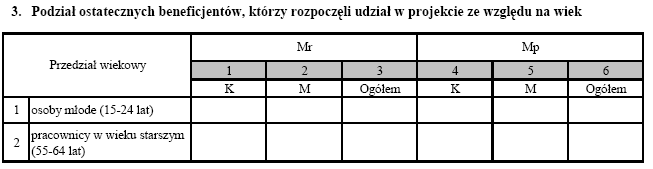 3. Podział ostatecznych beneficjentów, którzy rozpoczęli udział w projekcie ze względu na wiek
Przedział wiekowy
Mr Mp
1 2 3 4 5 6
K M Ogółem K M Ogółem
1 osoby młode (15-24 lat)
2 pracownicy w wieku starszym
(55-64 lat)